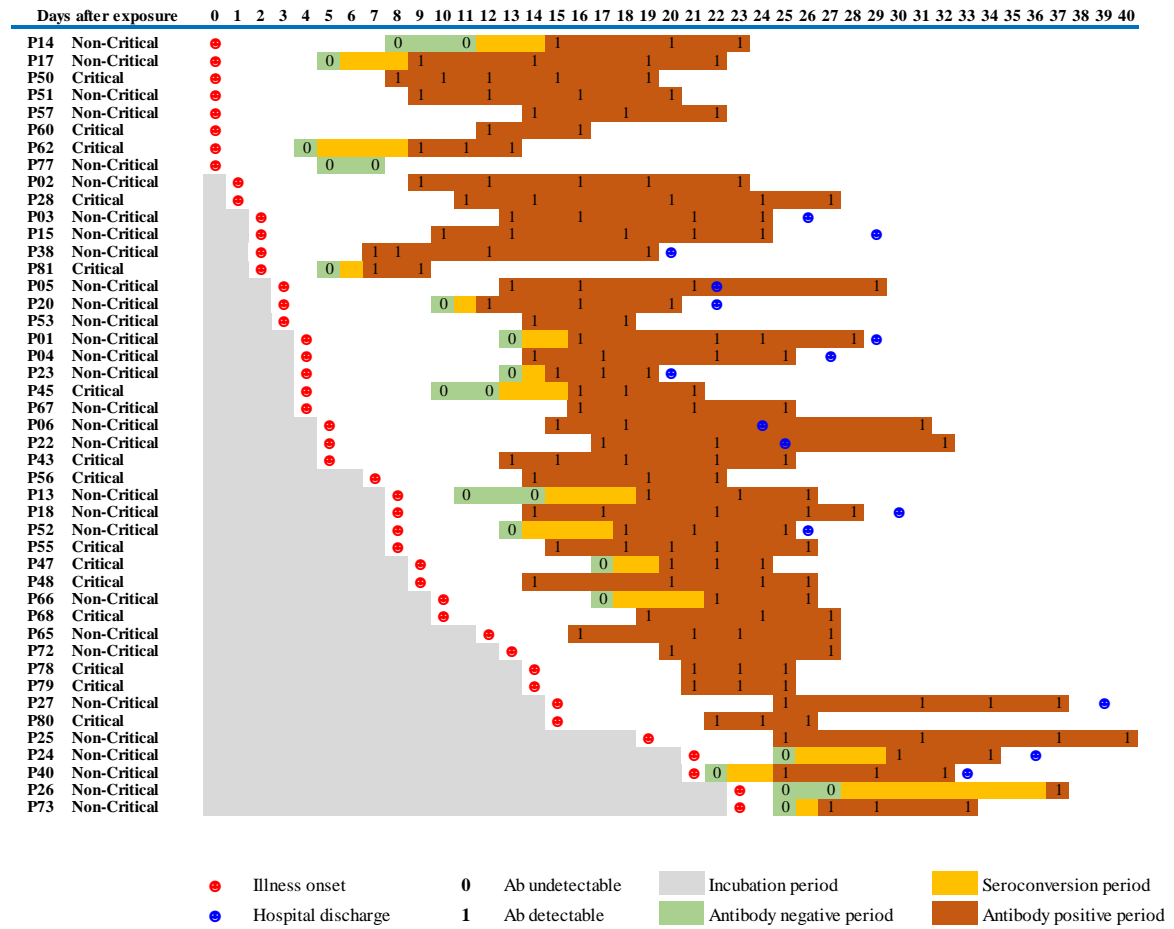 Days after exposure 0 1 2 3 4 5 6 7 8 9 10 11 12 13 14 15 16 17 18 19 20 21 22 23 24 25 26 27 28 29 30 31 32 33 34 35 36 37 38 39 40
P14 Non-Critical 0 0 1 1 1
P17 Non-Critical 0 1 1 1 1
P50 Critical 1 1 1 1 1
P51 Non-Critical 1 1 1 1
P57 Non-Critical 1 1 1
P60 Critical 1 1
P62 Critical 0 1 1 1
P77 Non-Critical 0 0
P02 Non-Critical 1 1 1 1 1
P28 Critical 1 1 1 1 1
P03 Non-Critical 1 1 1 1
P15 Non-Critical 1 1 1 1 1
P38 Non-Critical 1 1 1 1
P81 Critical 0 1 1
P05 Non-Critical 1 1 1 1
P20 Non-Critical 0 1 1 1
P53 Non-Critical 1 1
P01 Non-Critical 0 1 1 1 1
P04 Non-Critical 1 1 1 1
P23 Non-Critical 0 1 1 1
P45 Critical 0 0 1 1 1
P67 Non-Critical 1 1 1
P06 Non-Critical 1 1 1
P22 Non-Critical 1 1 1
P43 Critical 1 1 1 1 1
P56 Critical 1 1 1
P13 Non-Critical 0 0 1 1 1
P18 Non-Critical 1 1 1 1 1
P52 Non-Critical 0 1 1 1
P55 Critical 1 1 1 1 1
P47 Critical 0 1 1 1
P48 Critical 1 1 1 1
P66 Non-Critical 0 1 1
P68 Critical 1 1 1
P65 Non-Critical 1 1 1 1
P72 Non-Critical 1 1
P78 Critical 1 1 1
P79 Critical 1 1 1
P27 Non-Critical 1 1 1 1
P80 Critical 1 1 1
P25 Non-Critical 1 1 1 1
P24 Non-Critical 0 1 1
P40 Non-Critical 0 1 1 1
P26 Non-Critical 0 0 1
P73 Non-Critical 0 1 1 1
Illness onset 0 Ab undetectable Incubation period Seroconversion period
Hospital discharge 1 Ab detectable Antibody negative period Antibody positive period